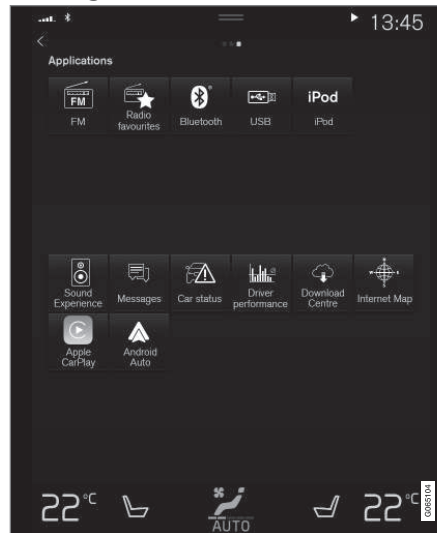 13:45
Applications
FM
iPod
FM
Radio
favourites
Bluetooth
USB
iPod
Sound
Experience
Messages
Car status
Driver
performance
Download
Centre
Internet Map
Apple
CarPlay
Android
Auto
22°C
AUTO
22°C
G065104